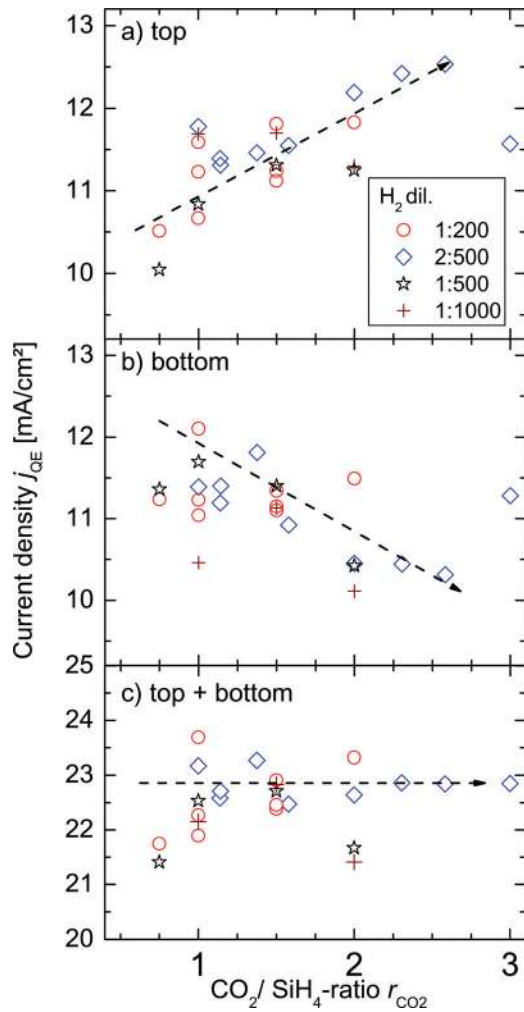 a) top
13
12
11
10
H₂ dil.
1:200
2:500
1:500
1:1000
b) bottom
13
12
11
10
25
c) top + bottom
24
23
22
21
20
Current density j_QE [mA/cm²]
1 2 3
CO₂/ SiH₄-ratio r_CO2